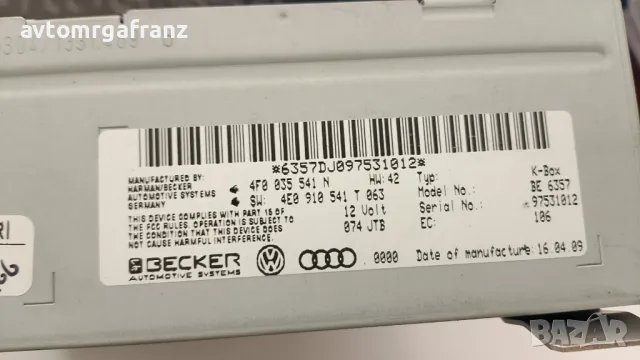 avtomrgafranz
*6357DJ097531012*
MANUFACTURED BY
HARMAN/BECKER
AUTOMOTIVE SYSTEMS
GERMANY
4F0 035 541 N HW:42
SW: 4E0 910 541 T 063
12 Volt
074 JTB
Typ: K-Box
Model No.: BE 6357
Serial No.: 97531012
EC: 106
THIS DEVICE COMPLIES WITH PART 15 OF
FCC RULES. OPERATION IS SUBJECT TO
THE CONDITION THAT THIS DEVICE DOES
NOT CAUSE HARMFUL INTERFERENCE
BECKER
AUTOMOTIVE SYSTEMS
.0000 Date of manufacture: 16.04.09
RI
BAZAR